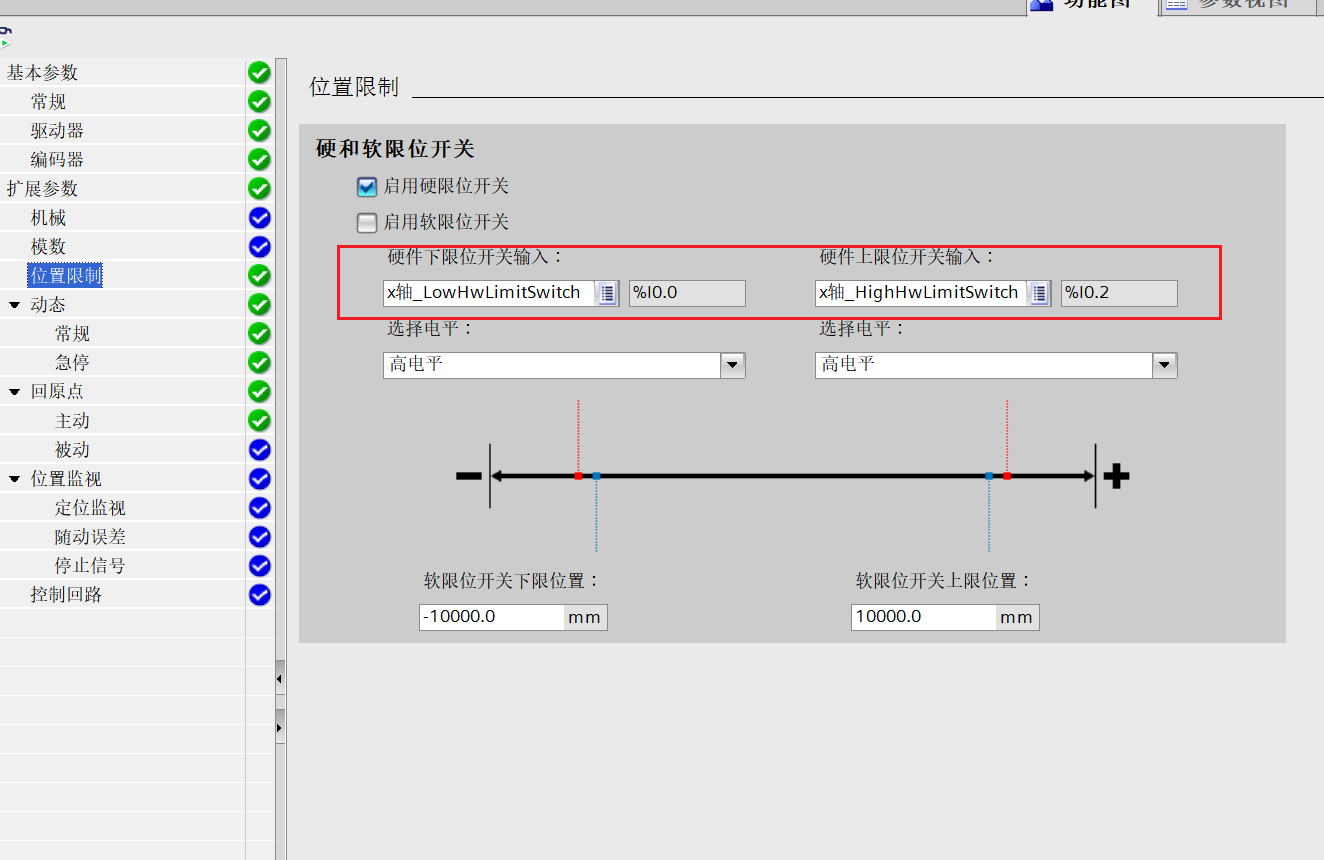 功能图
参数视图
基本参数
常规
驱动器
编码器
扩展参数
机械
模数
位置限制
动态
常规
急停
回原点
主动
被动
位置监视
定位监视
随动误差
停止信号
控制回路
位置限制
硬和软限位开关
启用硬限位开关
启用软限位开关
硬件下限位开关输入：
硬件上限位开关输入：
x轴_LowHwLimitSwitch
%I0.0
x轴_HighHwLimitSwitch
%I0.2
选择电平：
选择电平：
高电平
高电平
软限位开关下限位置：
软限位开关上限位置：
-10000.0 mm
10000.0 mm